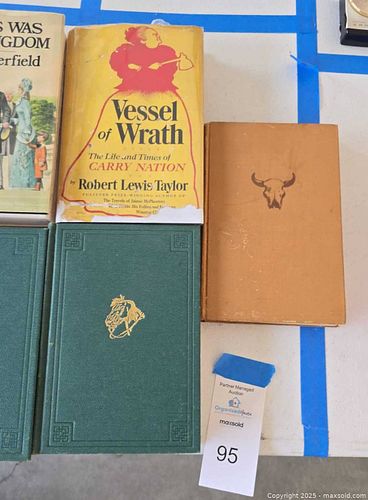 S WAS
NGDOM
erfield
Vessel
of Wrath
The Life and Times of
CARRY NATION
by Robert Lewis Taylor
PULITZER PRIZE-WINNING AUTHOR OF
The Travels of Jaimie McPheeters
Partner Managed
Auction
maxsold
95
Copyright © 2025 - maxsold.com